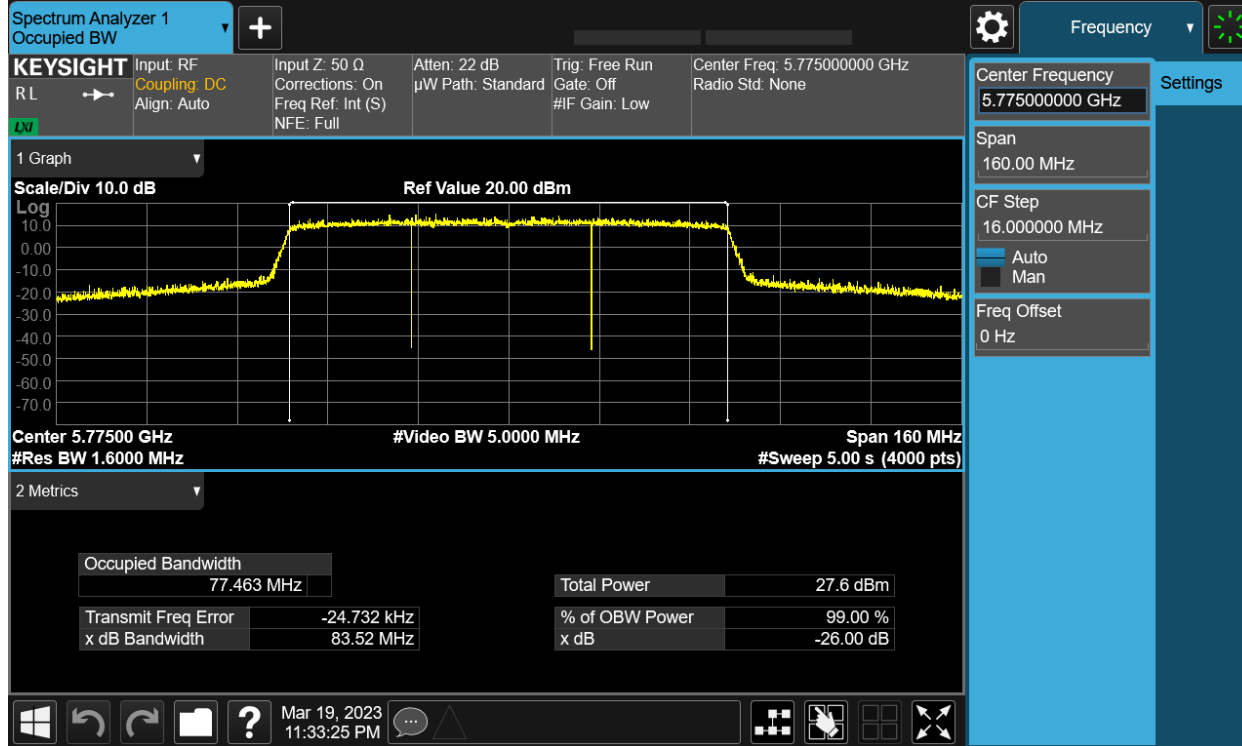 Spectrum Analyzer 1
Occupied BW
Frequency
KEYSIGHT
R L
LXI
Input: RF
Coupling: DC
Align: Auto
Input Z: 50 Ω
Corrections: On
Freq Ref: Int (S)
NFE: Full
Atten: 22 dB
µW Path: Standard
Trig: Free Run
Gate: Off
#IF Gain: Low
Center Freq: 5.775000000 GHz
Radio Std: None
Center Frequency
5.775000000 GHz
Settings
Span
160.00 MHz
CF Step
16.000000 MHz
Auto
Man
Freq Offset
0 Hz
1 Graph
Scale/Div 10.0 dB
Ref Value 20.00 dBm
Log
10.0
0.00
-10.0
-20.0
-30.0
-40.0
-50.0
-60.0
-70.0
Center 5.77500 GHz
#Video BW 5.0000 MHz
Span 160 MHz
#Res BW 1.6000 MHz
#Sweep 5.00 s (4000 pts)
2 Metrics
Occupied Bandwidth
77.463 MHz
Total Power 27.6 dBm
Transmit Freq Error -24.732 kHz
% of OBW Power 99.00 %
x dB Bandwidth 83.52 MHz
x dB -26.00 dB
Mar 19, 2023
11:33:25 PM